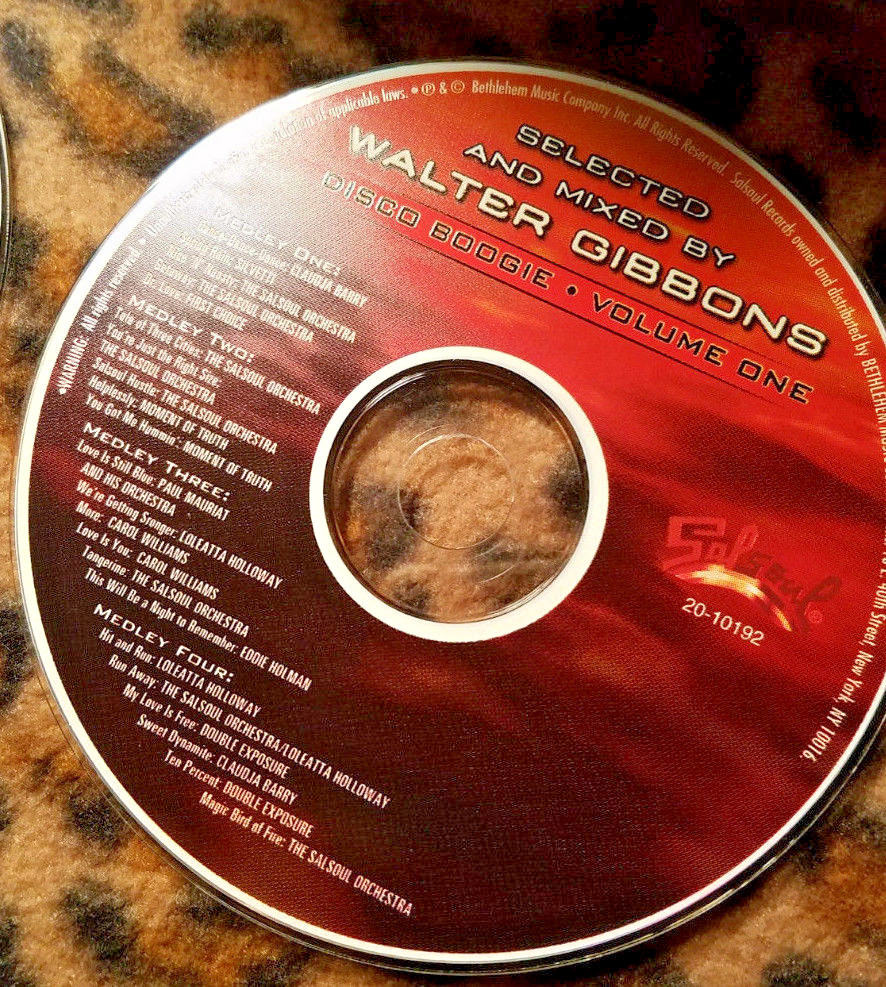 SELECTED
AND MIXED BY
WALTER GIBBONS
DISCO BOOGIE • VOLUME ONE
MEDLEY ONE:
CLAUDJA BARRY
THE SALSOUL ORCHESTRA
THE SALSOUL ORCHESTRA
Dr. Love: FIRST CHOICE
MEDLEY TWO:
Tale of Three Cities: THE SALSOUL ORCHESTRA
You're Just the Right Size:
THE SALSOUL ORCHESTRA
Salsoul Hustle: THE SALSOUL ORCHESTRA
Helplessly: MOMENT OF TRUTH
You Got Me Hummin': MOMENT OF TRUTH
MEDLEY THREE:
Love Is Still Blue: PAUL MAURIAT
AND HIS ORCHESTRA
We're Getting Stronger: LOLEATTA HOLLOWAY
More: CAROL WILLIAMS
Love Is You: CAROL WILLIAMS
Tangerine: THE SALSOUL ORCHESTRA
This Will Be a Night to Remember: EDDIE HOLMAN
MEDLEY FOUR:
Hit and Run: LOLEATTA HOLLOWAY
Run Away: THE SALSOUL ORCHESTRA/LOLEATTA HOLLOWAY
My Love Is Free: DOUBLE EXPOSURE
Sweet Dynamite: CLAUDJA BARRY
Ten Percent: DOUBLE EXPOSURE
Magic Bird of Fire: THE SALSOUL ORCHESTRA
Salsoul®
20-10192
•WARNING: All rights reserved. • of applicable laws. • ℗ & © Bethlehem Music Company Inc. All Rights Reserved. Salsoul Records owned and distributed by BETHLEHEM 40th Street, New York, NY 10016.